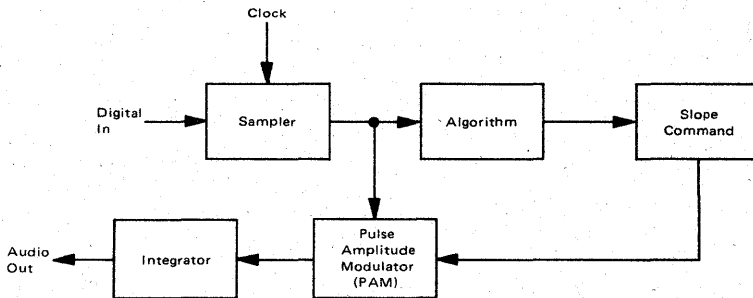 Clock
Digital
In
Sampler
Algorithm
Slope
Command
Audio
Out
Integrator
Pulse
Amplitude
Modulator
(PAM)